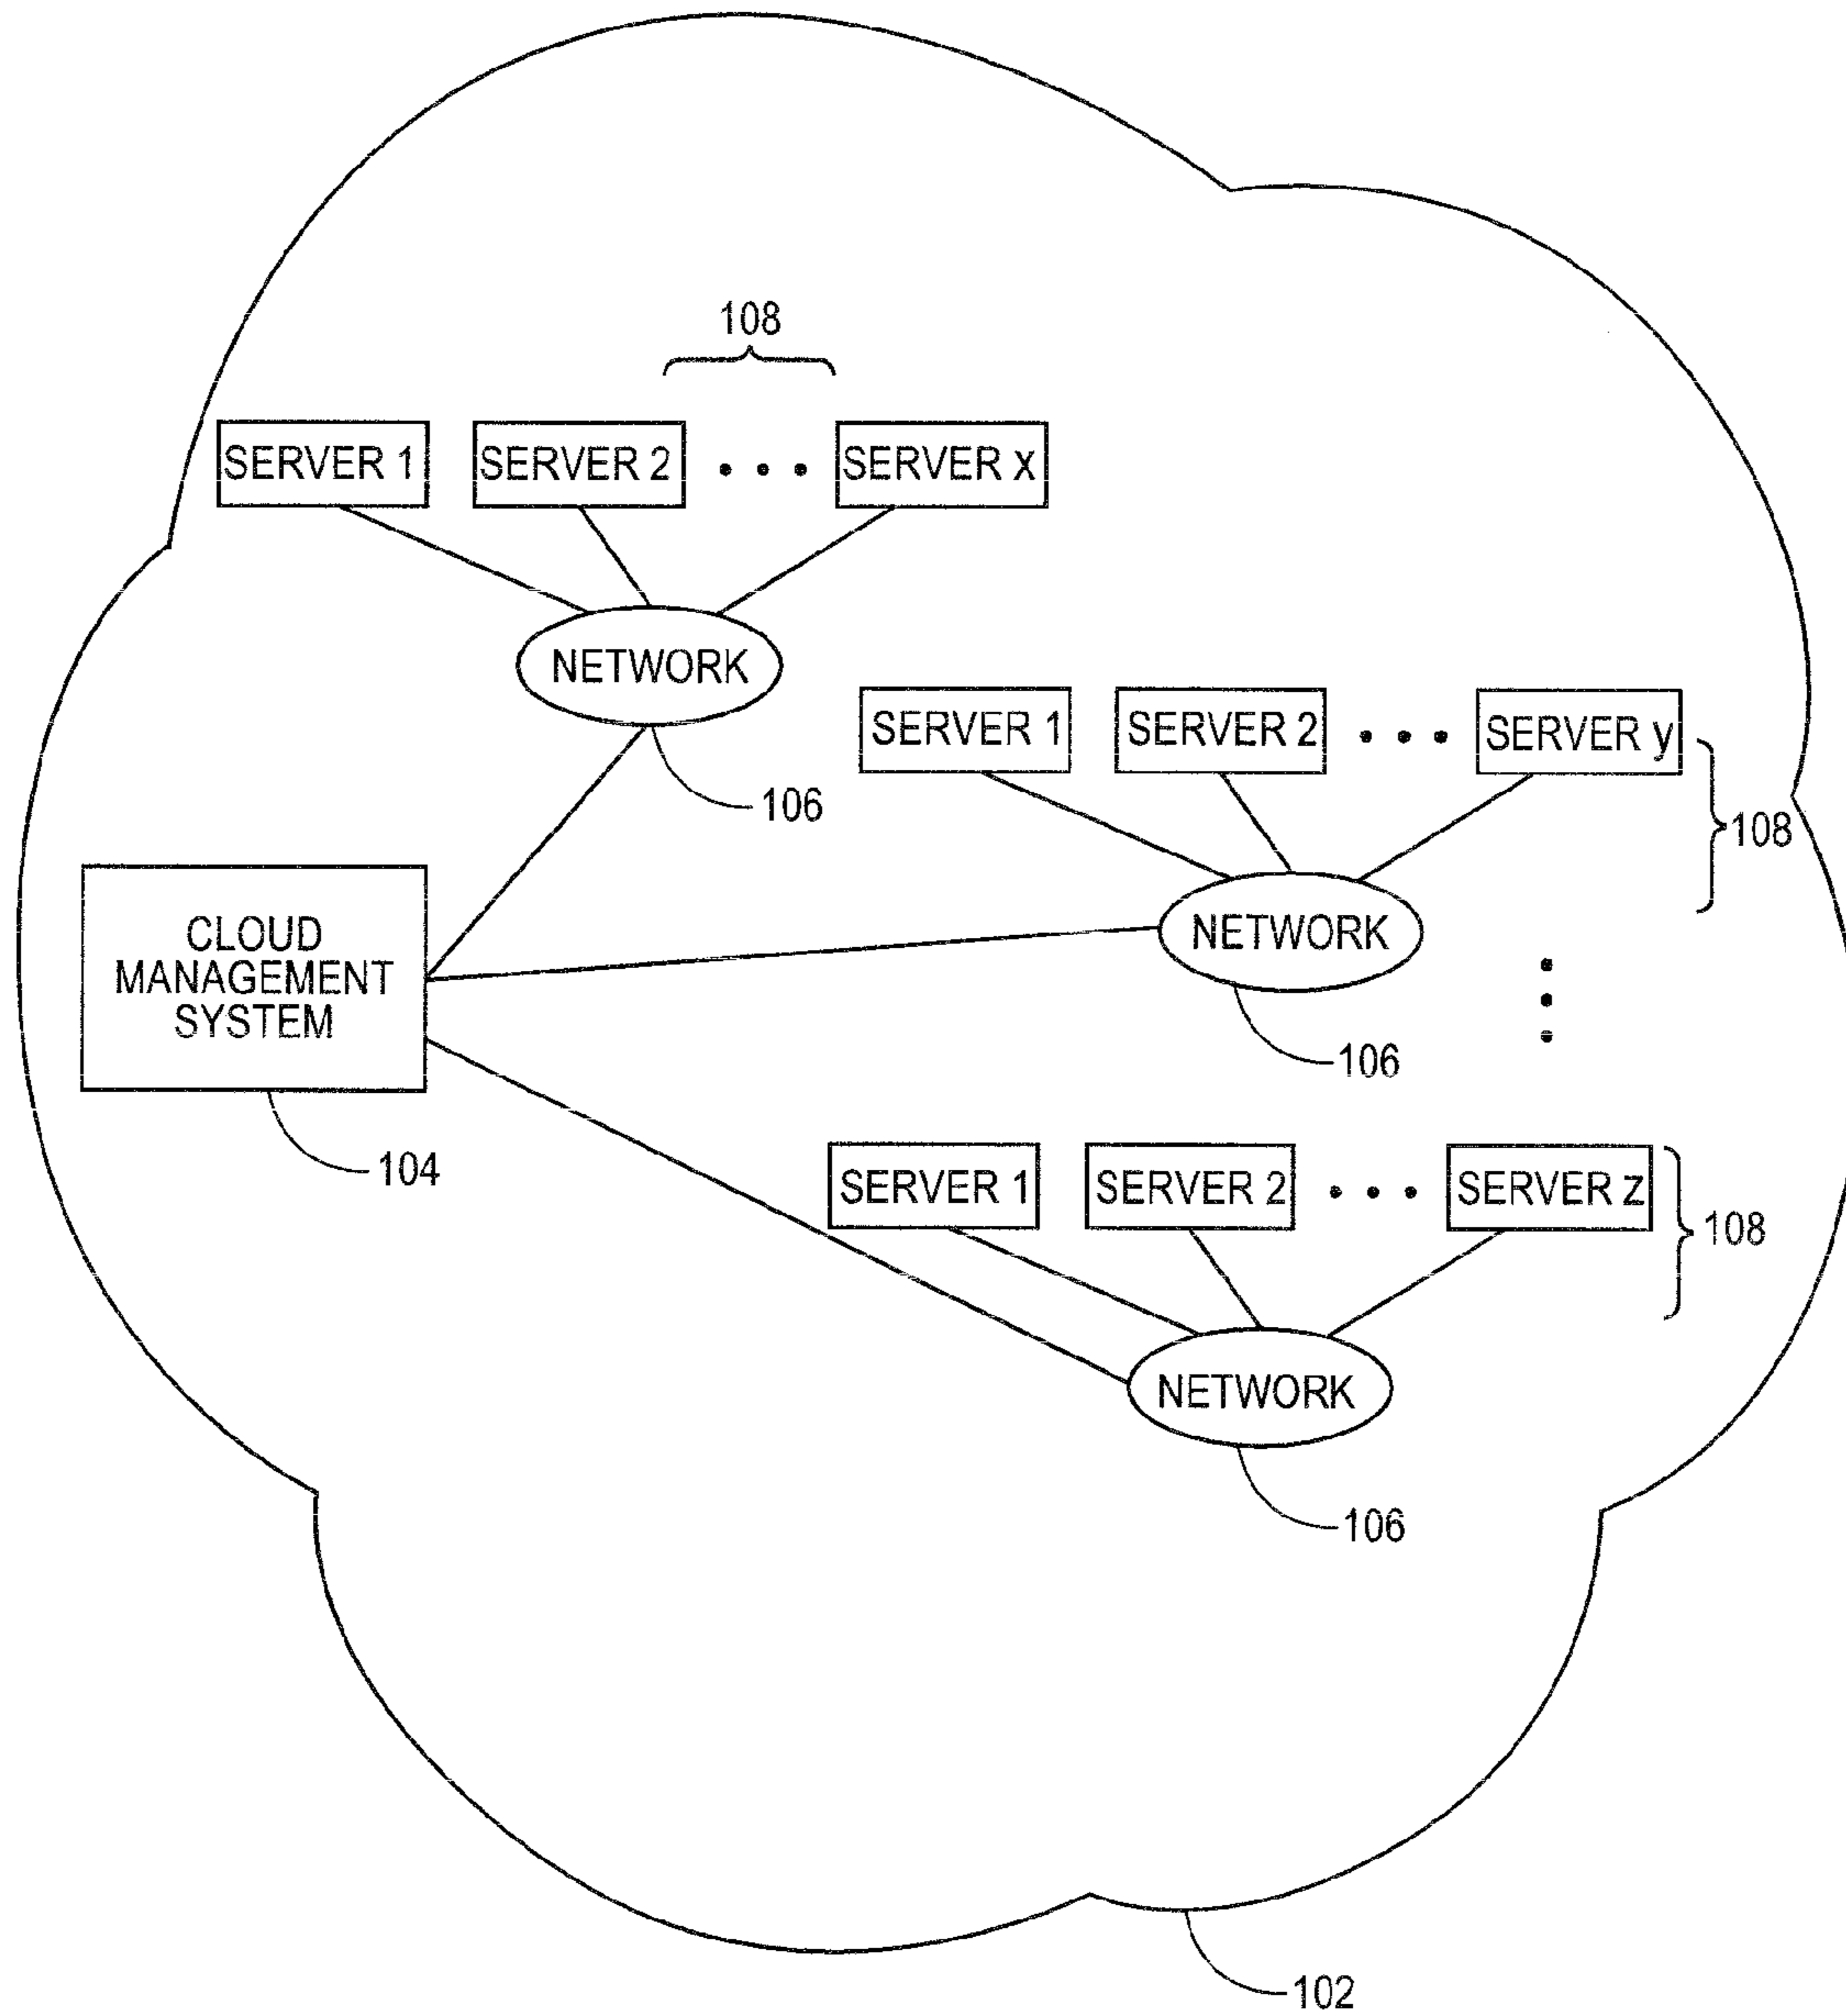 108
SERVER 1
SERVER 2
SERVER x
NETWORK
106
SERVER 1
SERVER 2
SERVER y
108
NETWORK
106
CLOUD
MANAGEMENT
SYSTEM
104
SERVER 1
SERVER 2
SERVER z
108
NETWORK
106
102